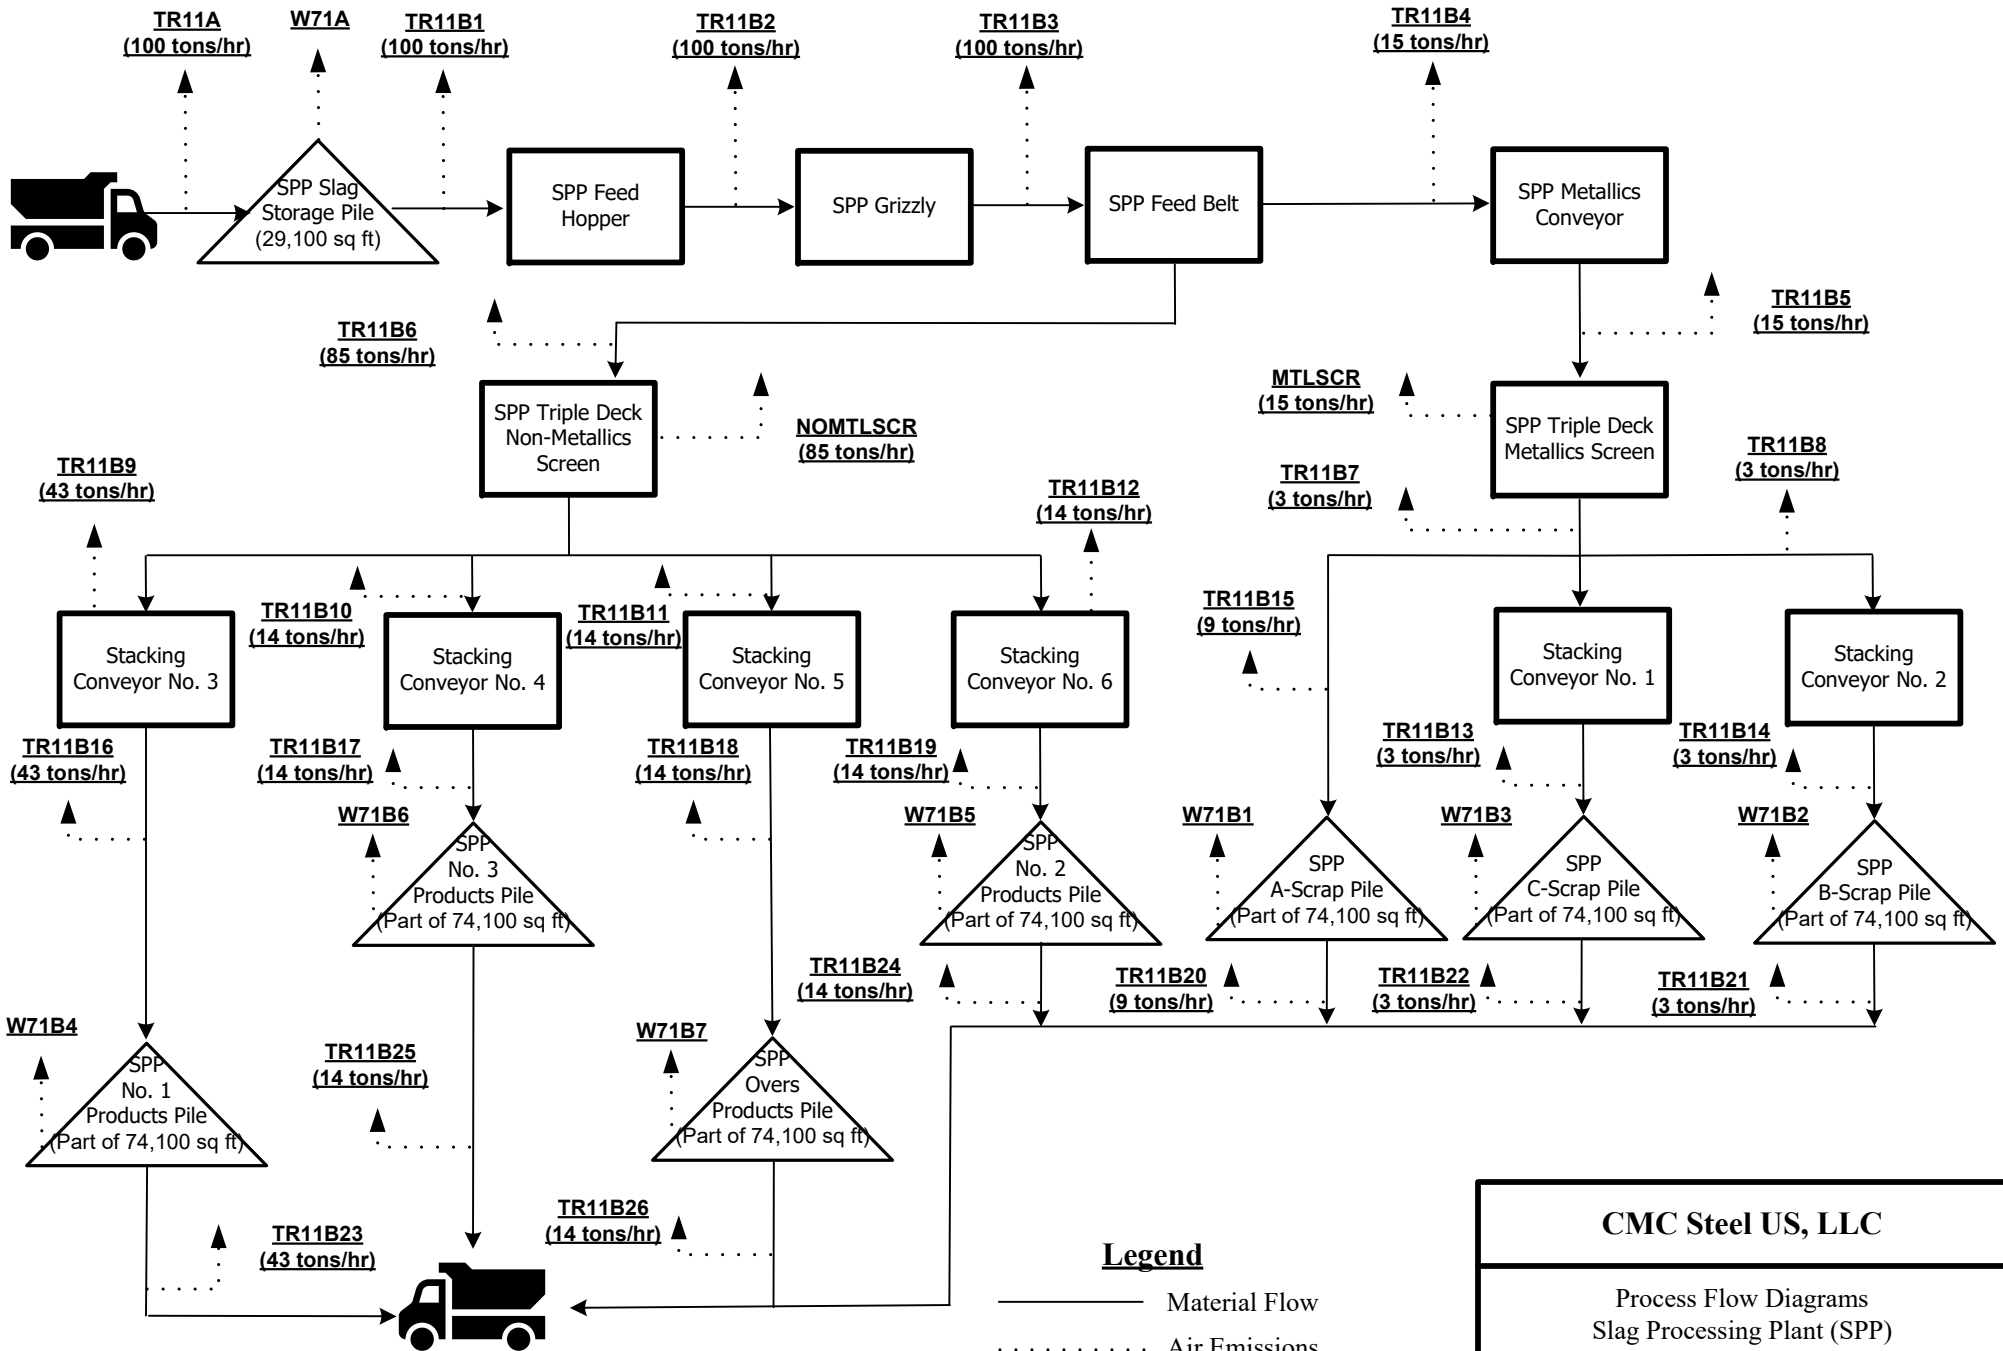 TR11A
(100 tons/hr)
W71A
TR11B1
(100 tons/hr)
TR11B2
(100 tons/hr)
TR11B3
(100 tons/hr)
TR11B4
(15 tons/hr)
SPP Slag
Storage Pile
(29,100 sq ft)
SPP Feed
Hopper
SPP Grizzly
SPP Feed Belt
SPP Metallics
Conveyor
TR11B6
(85 tons/hr)
TR11B5
(15 tons/hr)
SPP Triple Deck
Non-Metallics
Screen
NOMTLSCR
(85 tons/hr)
MTLSCR
(15 tons/hr)
SPP Triple Deck
Metallics Screen
TR11B9
(43 tons/hr)
TR11B12
(14 tons/hr)
TR11B7
(3 tons/hr)
TR11B8
(3 tons/hr)
TR11B10
(14 tons/hr)
TR11B11
(14 tons/hr)
TR11B15
(9 tons/hr)
Stacking
Conveyor No. 3
Stacking
Conveyor No. 4
Stacking
Conveyor No. 5
Stacking
Conveyor No. 6
Stacking
Conveyor No. 1
Stacking
Conveyor No. 2
TR11B16
(43 tons/hr)
TR11B17
(14 tons/hr)
TR11B18
(14 tons/hr)
TR11B19
(14 tons/hr)
TR11B13
(3 tons/hr)
TR11B14
(3 tons/hr)
W71B6
W71B5
W71B1
W71B3
W71B2
SPP
No. 3
Products Pile
(Part of 74,100 sq ft)
SPP
No. 2
Products Pile
(Part of 74,100 sq ft)
SPP
A-Scrap Pile
(Part of 74,100 sq ft)
SPP
C-Scrap Pile
(Part of 74,100 sq ft)
SPP
B-Scrap Pile
(Part of 74,100 sq ft)
TR11B24
(14 tons/hr)
TR11B20
(9 tons/hr)
TR11B22
(3 tons/hr)
TR11B21
(3 tons/hr)
W71B4
TR11B25
(14 tons/hr)
W71B7
SPP
No. 1
Products Pile
(Part of 74,100 sq ft)
SPP
Overs
Products Pile
(Part of 74,100 sq ft)
TR11B23
(43 tons/hr)
TR11B26
(14 tons/hr)
Legend
Material Flow
Air Emissions
CMC Steel US, LLC
Process Flow Diagrams
Slag Processing Plant (SPP)